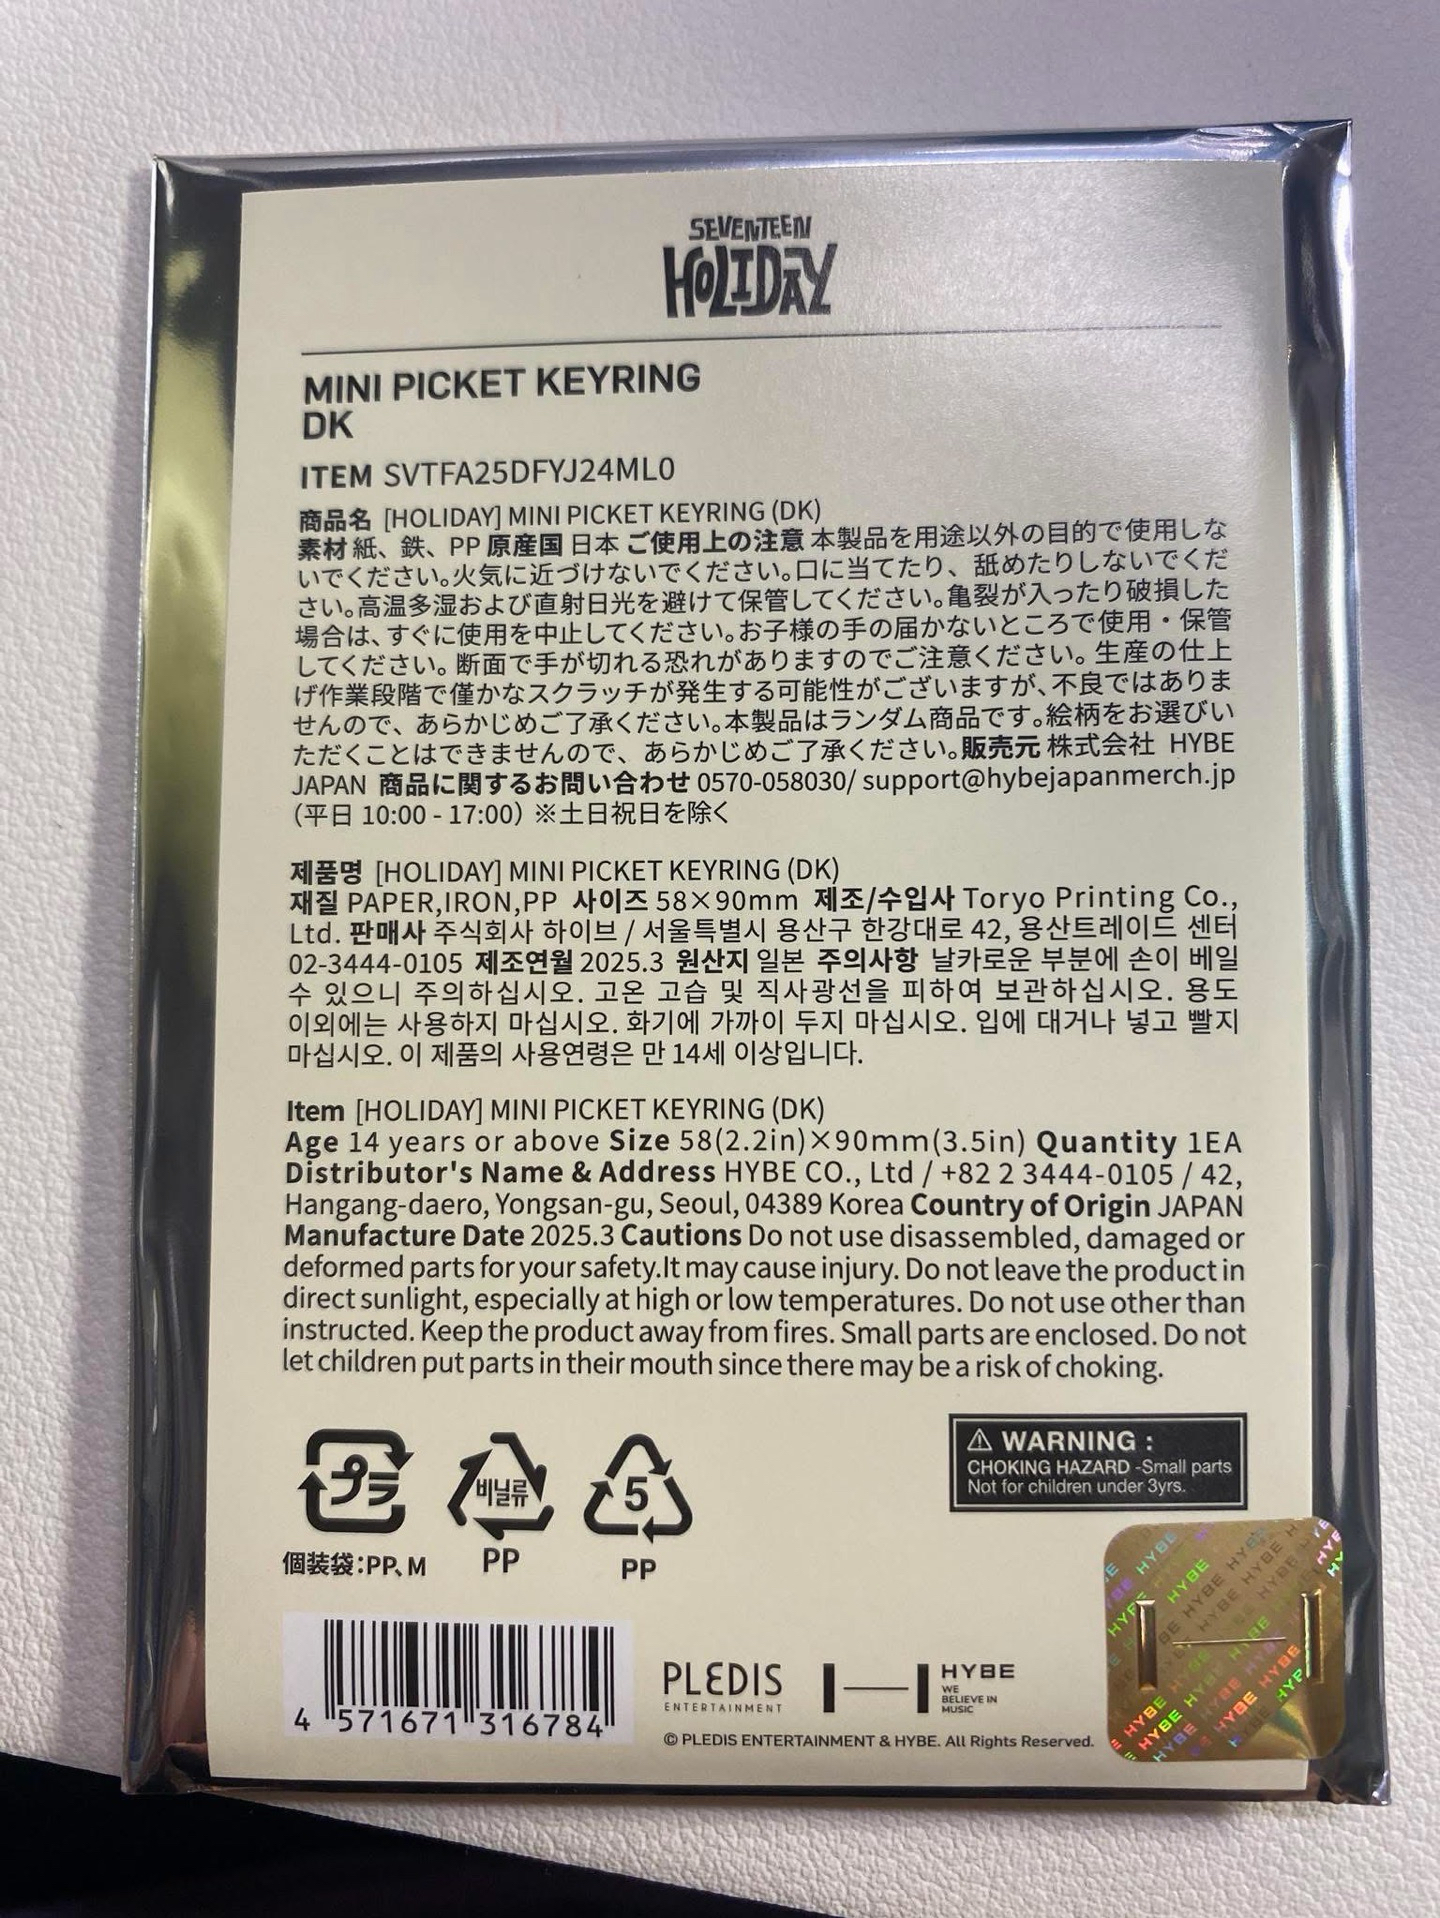 SEVENTEEN
HOLIDAY
MINI PICKET KEYRING
DK
ITEM SVTFA25DFYJ24ML0
商品名 [HOLIDAY] MINI PICKET KEYRING (DK)
素材 紙、鉄、PP 原産国 日本 ご使用上の注意 本製品を用途以外の目的で使用しな
いでください。火気に近づけないでください。口に当てたり、舐めたりしないでくだ
さい。高温多湿および直射日光を避けて保管してください。亀裂が入ったり破損した
場合は、すぐに使用を中止してください。お子様の手の届かないところで使用・保管
してください。断面で手が切れる恐れがありますのでご注意ください。生産の仕上
げ作業段階で僅かなスクラッチが発生する可能性がございますが、不良ではありま
せんので、あらかじめご了承ください。本製品はランダム商品です。絵柄をお選びい
ただくことはできませんので、あらかじめご了承ください。販売元 株式会社 HYBE
JAPAN 商品に関するお問い合わせ 0570-058030/ support@hybejapanmerch.jp
(平日 10:00 - 17:00) ※土日祝日を除く
제품명 [HOLIDAY] MINI PICKET KEYRING (DK)
재질 PAPER,IRON,PP 사이즈 58×90mm 제조/수입사 Toryo Printing Co.,
Ltd. 판매사 주식회사 하이브 / 서울특별시 용산구 한강대로 42, 용산트레이드 센터
02-3444-0105 제조연월 2025.3 원산지 일본 주의사항 날카로운 부분에 손이 베일
수 있으니 주의하십시오. 고온 고습 및 직사광선을 피하여 보관하십시오. 용도
이외에는 사용하지 마십시오. 화기에 가까이 두지 마십시오. 입에 대거나 넣고 빨지
마십시오. 이 제품의 사용연령은 만 14세 이상입니다.
Item [HOLIDAY] MINI PICKET KEYRING (DK)
Age 14 years or above Size 58(2.2in)×90mm(3.5in) Quantity 1EA
Distributor's Name & Address HYBE CO., Ltd / +82 2 3444-0105 / 42,
Hangang-daero, Yongsan-gu, Seoul, 04389 Korea Country of Origin JAPAN
Manufacture Date 2025.3 Cautions Do not use disassembled, damaged or
deformed parts for your safety.It may cause injury. Do not leave the product in
direct sunlight, especially at high or low temperatures. Do not use other than
instructed. Keep the product away from fires. Small parts are enclosed. Do not
let children put parts in their mouth since there may be a risk of choking.
プラ
個装袋:PP、M
비닐류
PP
5
PP
⚠ WARNING :
CHOKING HAZARD -Small parts
Not for children under 3yrs.
4 571671 316784
PLEDIS
ENTERTAINMENT
HYBE
WE
BELIEVE IN
MUSIC
© PLEDIS ENTERTAINMENT & HYBE. All Rights Reserved.
HYBE HYBE HYBE
HYBE HYBE HYBE
HYBE HYBE HYBE